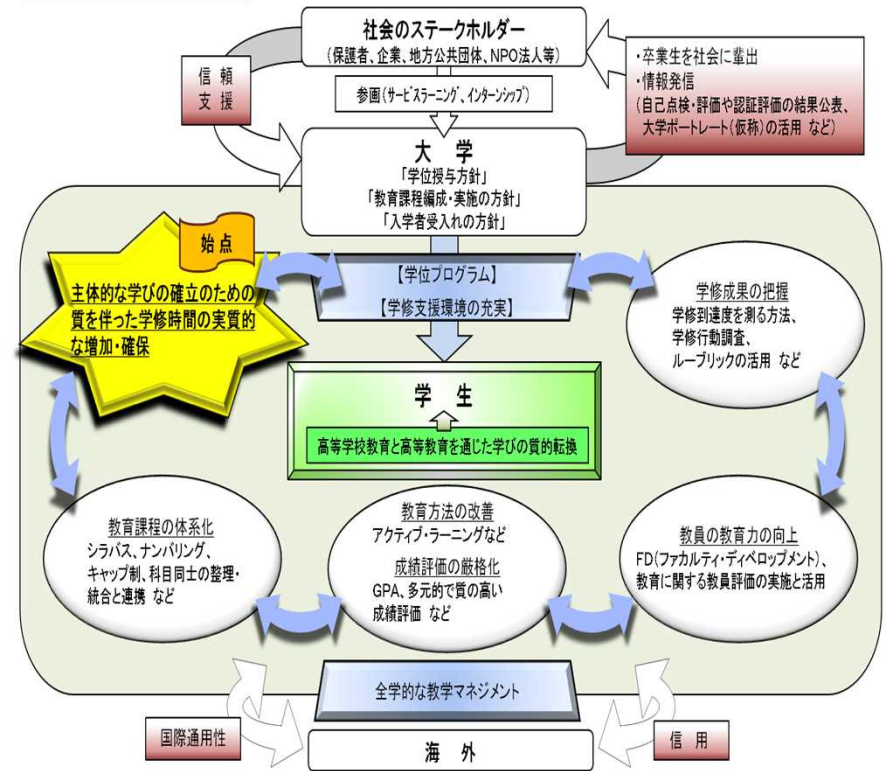 社会のステークホルダー
(保護者、企業、地方公共団体、NPO法人等)
信頼
支援
参画(サービスラーニング、インターンシップ)
・卒業生を社会に輩出
・情報発信
(自己点検・評価や認証評価の結果公表、
大学ポートレート(仮称)の活用 など)
大 学
「学位授与方針」
「教育課程編成・実施の方針」
「入学者受入れの方針」
始点
主体的な学びの確立のための
質を伴った学修時間の実質的
な増加・確保
【学位プログラム】
【学修支援環境の充実】
学修成果の把握
学修到達度を測る方法、
学修行動調査、
ルーブリックの活用 など
学 生
高等学校教育と高等教育を通じた学びの質的転換
教育課程の体系化
シラバス、ナンバリング、
キャップ制、科目同士の整理・
統合と連携 など
教育方法の改善
アクティブ・ラーニングなど
成績評価の厳格化
GPA、多元的で質の高い
成績評価 など
教員の教育力の向上
FD(ファカルティ・ディベロップメント)、
教育に関する教員評価の実施と活用
全学的な教学マネジメント
国際通用性
海 外
信 用